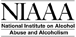 NIAAA
National Institute on Alcohol
Abuse and Alcoholism